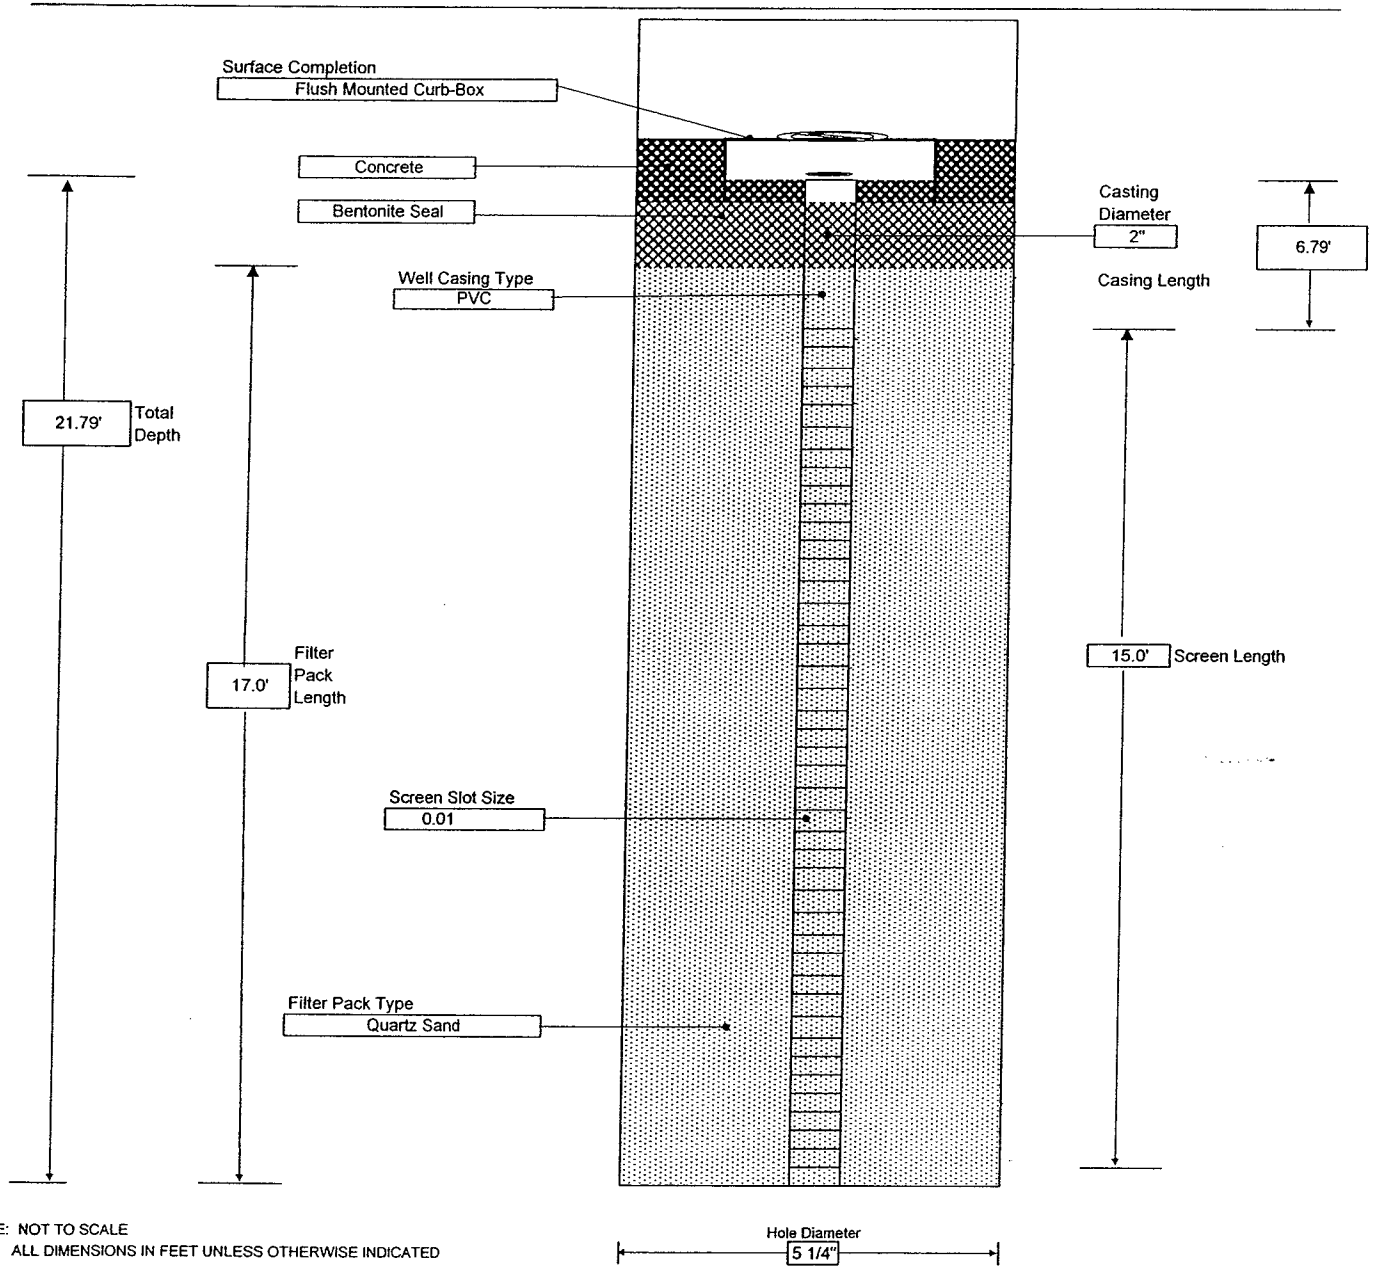 Surface Completion
Flush Mounted Curb-Box
Concrete
Bentonite Seal
Casting
Diameter
2"
6.79'
Well Casing Type
PVC
Casing Length
21.79'
Total
Depth
Filter
Pack
Length
17.0'
15.0'
Screen Length
Screen Slot Size
0.01
Filter Pack Type
Quartz Sand
E: NOT TO SCALE
ALL DIMENSIONS IN FEET UNLESS OTHERWISE INDICATED
Hole Diameter
5 1/4"